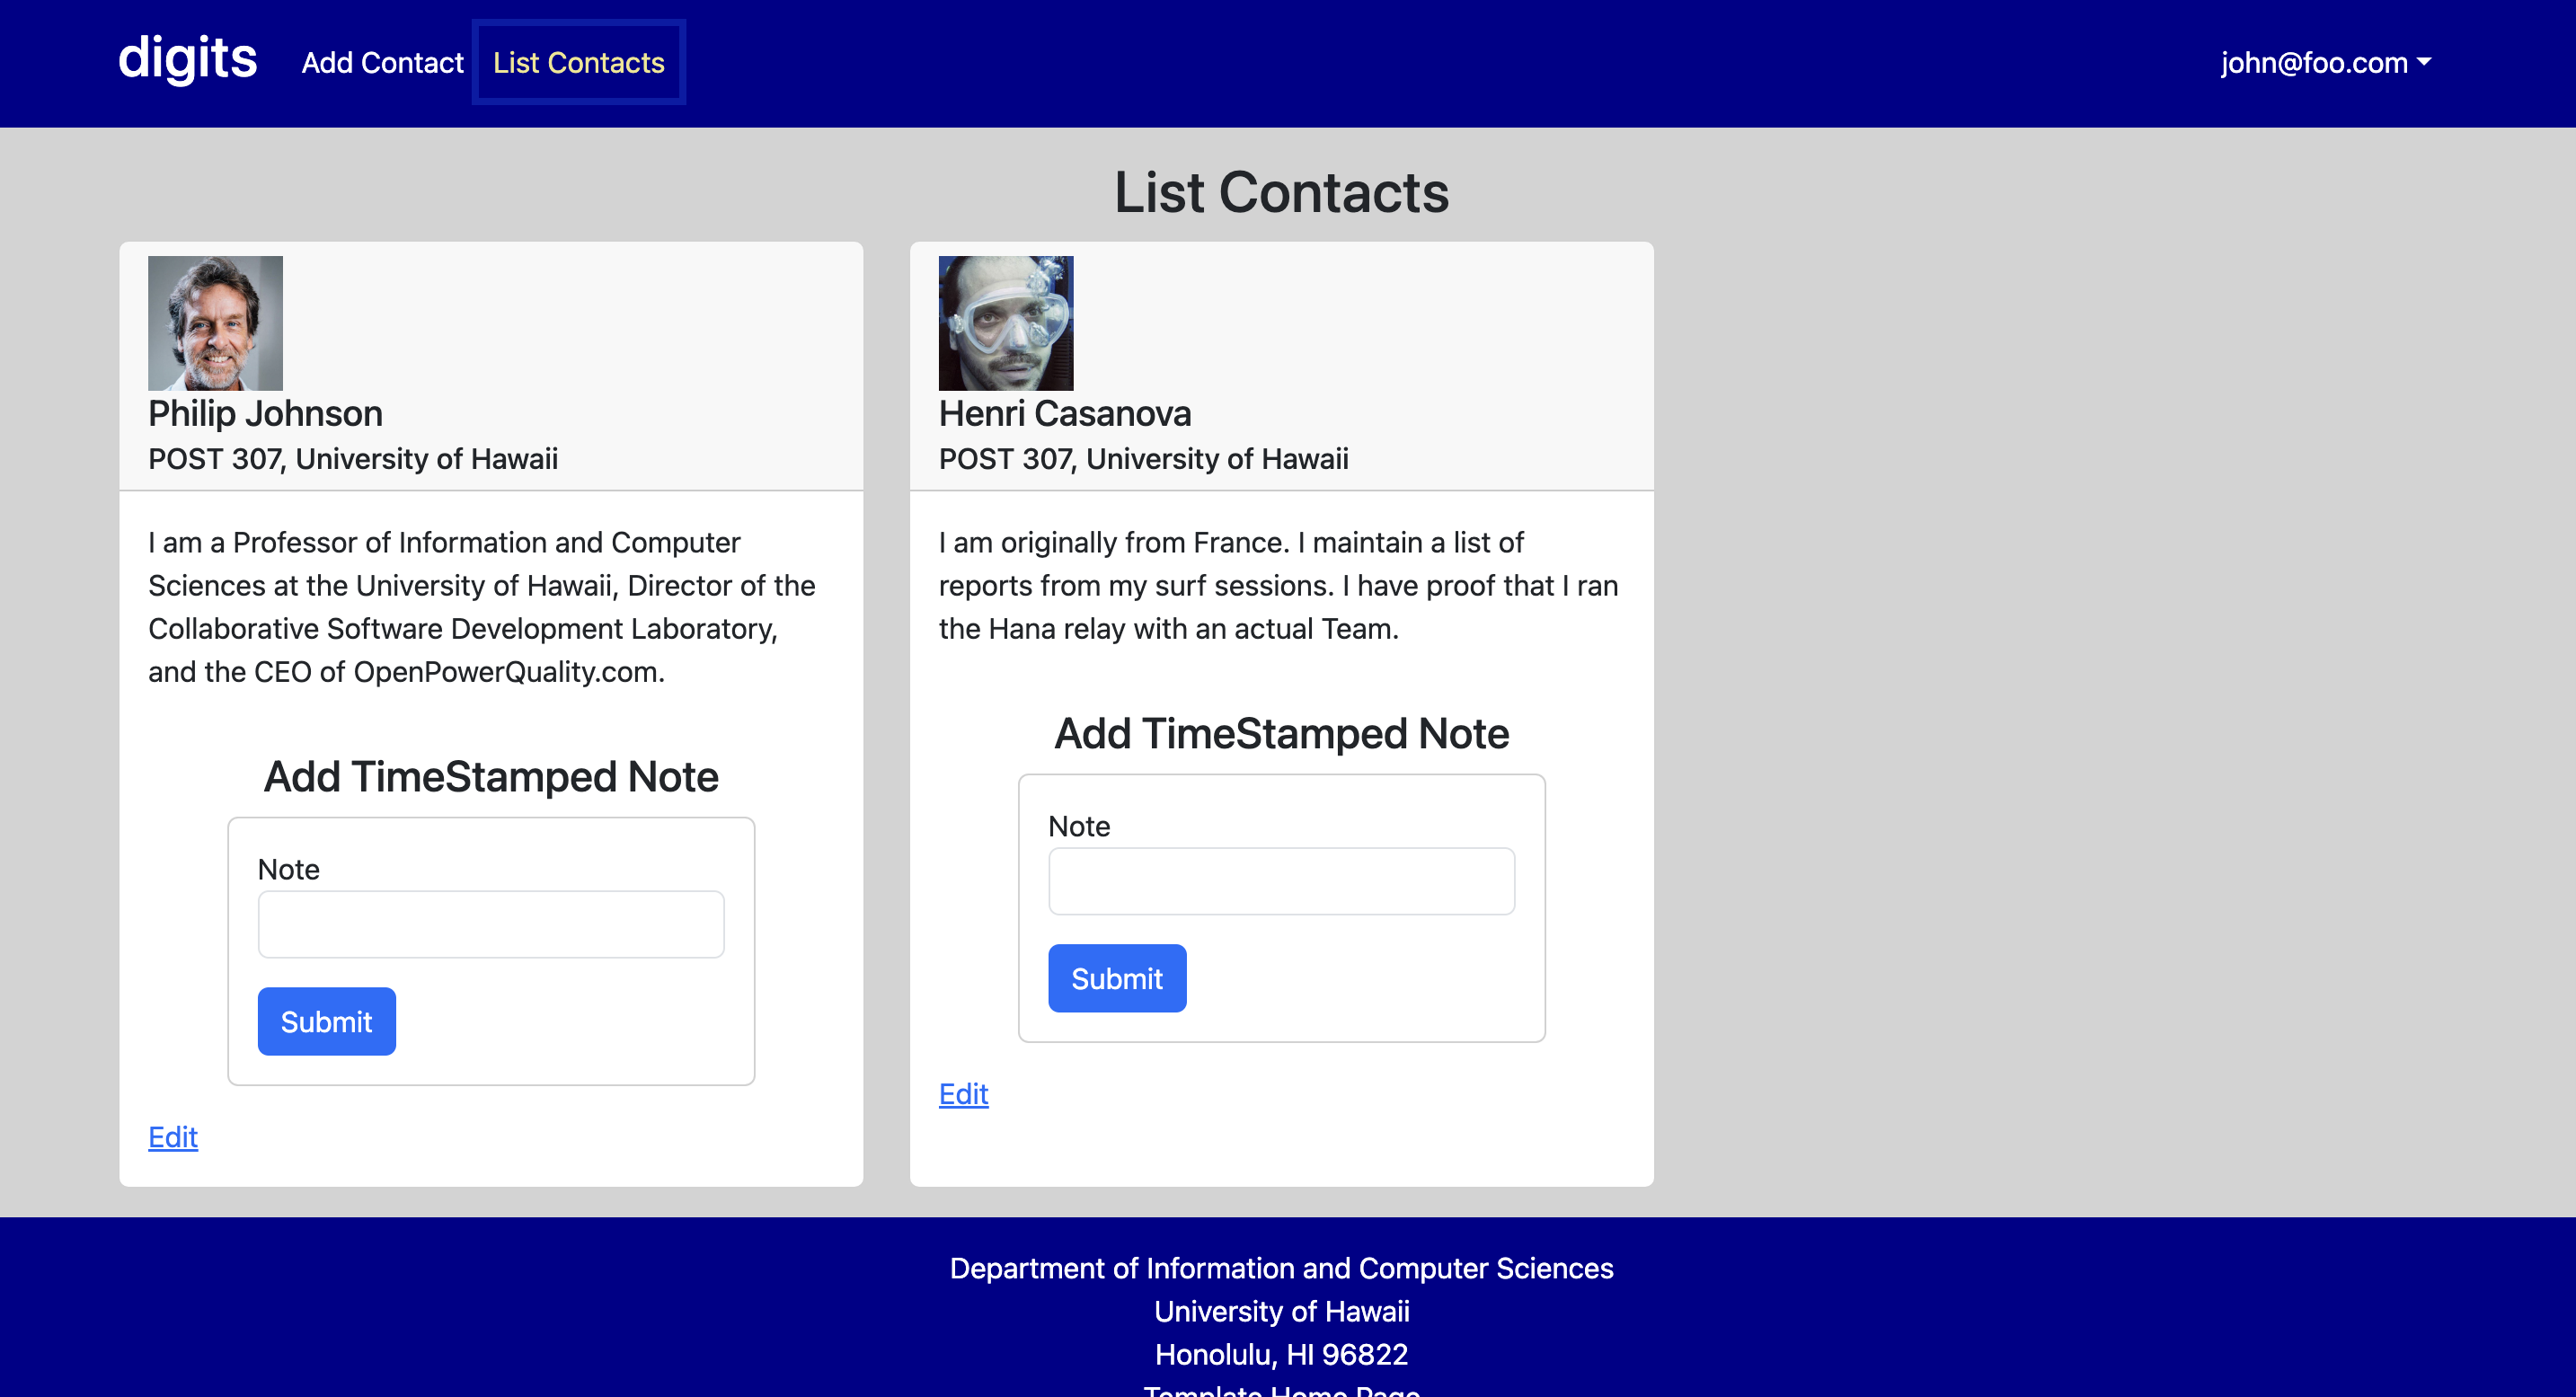 digits
Add Contact
List Contacts
john@foo.com
List Contacts
Philip Johnson
POST 307, University of Hawaii
I am a Professor of Information and Computer
Sciences at the University of Hawaii, Director of the
Collaborative Software Development Laboratory,
and the CEO of OpenPowerQuality.com.
Add TimeStamped Note
Note
Submit
Edit
Henri Casanova
POST 307, University of Hawaii
I am originally from France. I maintain a list of
reports from my surf sessions. I have proof that I ran
the Hana relay with an actual Team.
Add TimeStamped Note
Note
Submit
Edit
Department of Information and Computer Sciences
University of Hawaii
Honolulu, HI 96822
Template Home Page